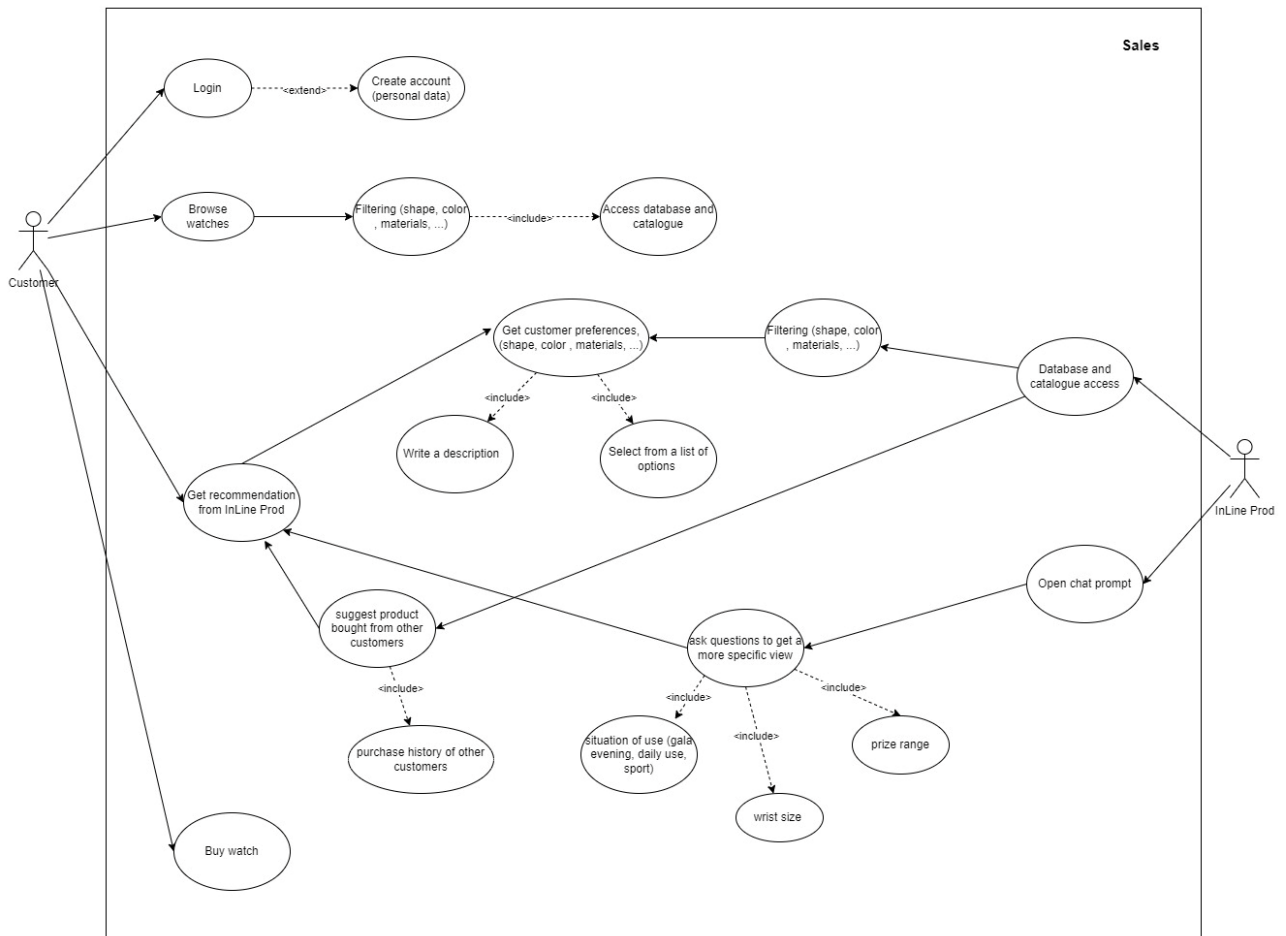 Sales
Login
<extend>
Create account
(personal data)
Browse
watches
Filtering (shape, color
, materials, ...)
<include>
Access database and
catalogue
Customer
Get customer preferences,
(shape, color , materials, ...)
Filtering (shape, color
, materials, ...)
Database and
catalogue access
<include>
<include>
Write a description
Select from a list of
options
Get recommendation
from InLine Prod
InLine Prod
Open chat prompt
suggest product
bought from other
customers
ask questions to get a
more specific view
<include>
<include>
<include>
<include>
purchase history of other
customers
situation of use (gala
evening, daily use,
sport)
prize range
wrist size
Buy watch